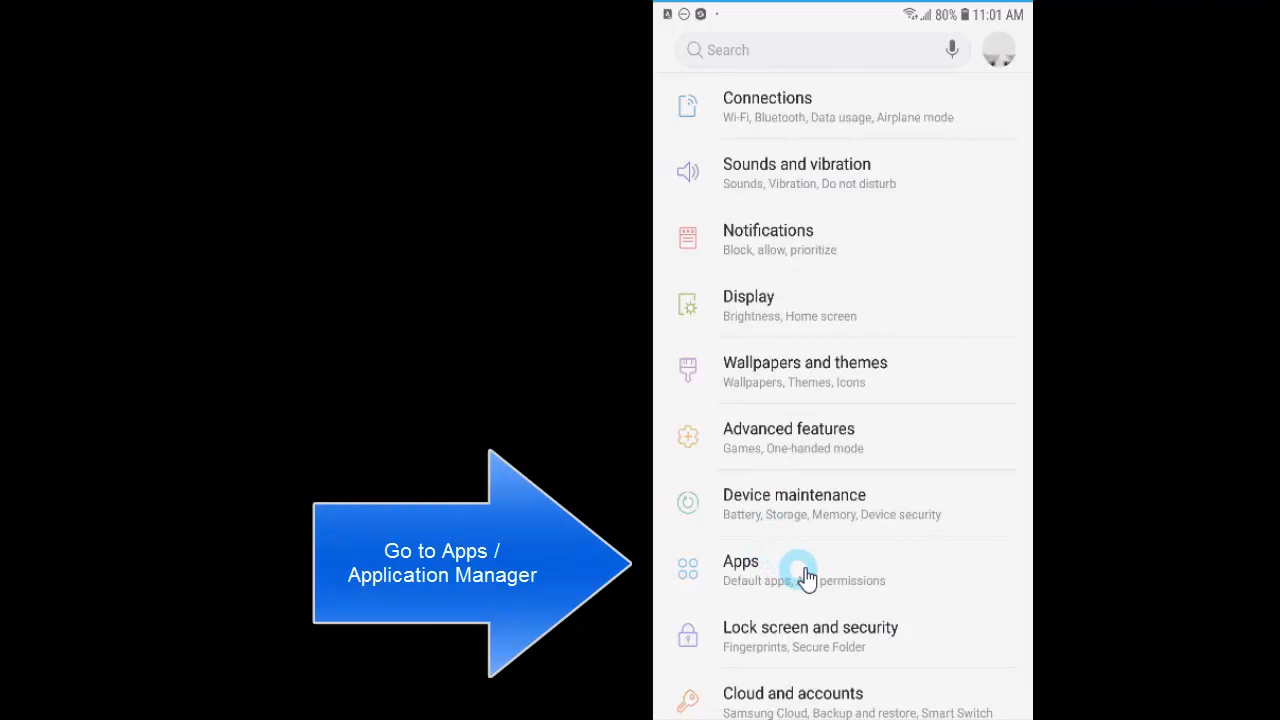 80% 11:01 AM
Search
Connections
Wi-Fi, Bluetooth, Data usage, Airplane mode
Sounds and vibration
Sounds, Vibration, Do not disturb
Notifications
Block, allow, prioritize
Display
Brightness, Home screen
Wallpapers and themes
Wallpapers, Themes, Icons
Advanced features
Games, One-handed mode
Device maintenance
Battery, Storage, Memory, Device security
Go to Apps /
Application Manager
Apps
Default apps, permissions
Lock screen and security
Fingerprints, Secure Folder
Cloud and accounts
Samsung Cloud, Backup and restore, Smart Switch